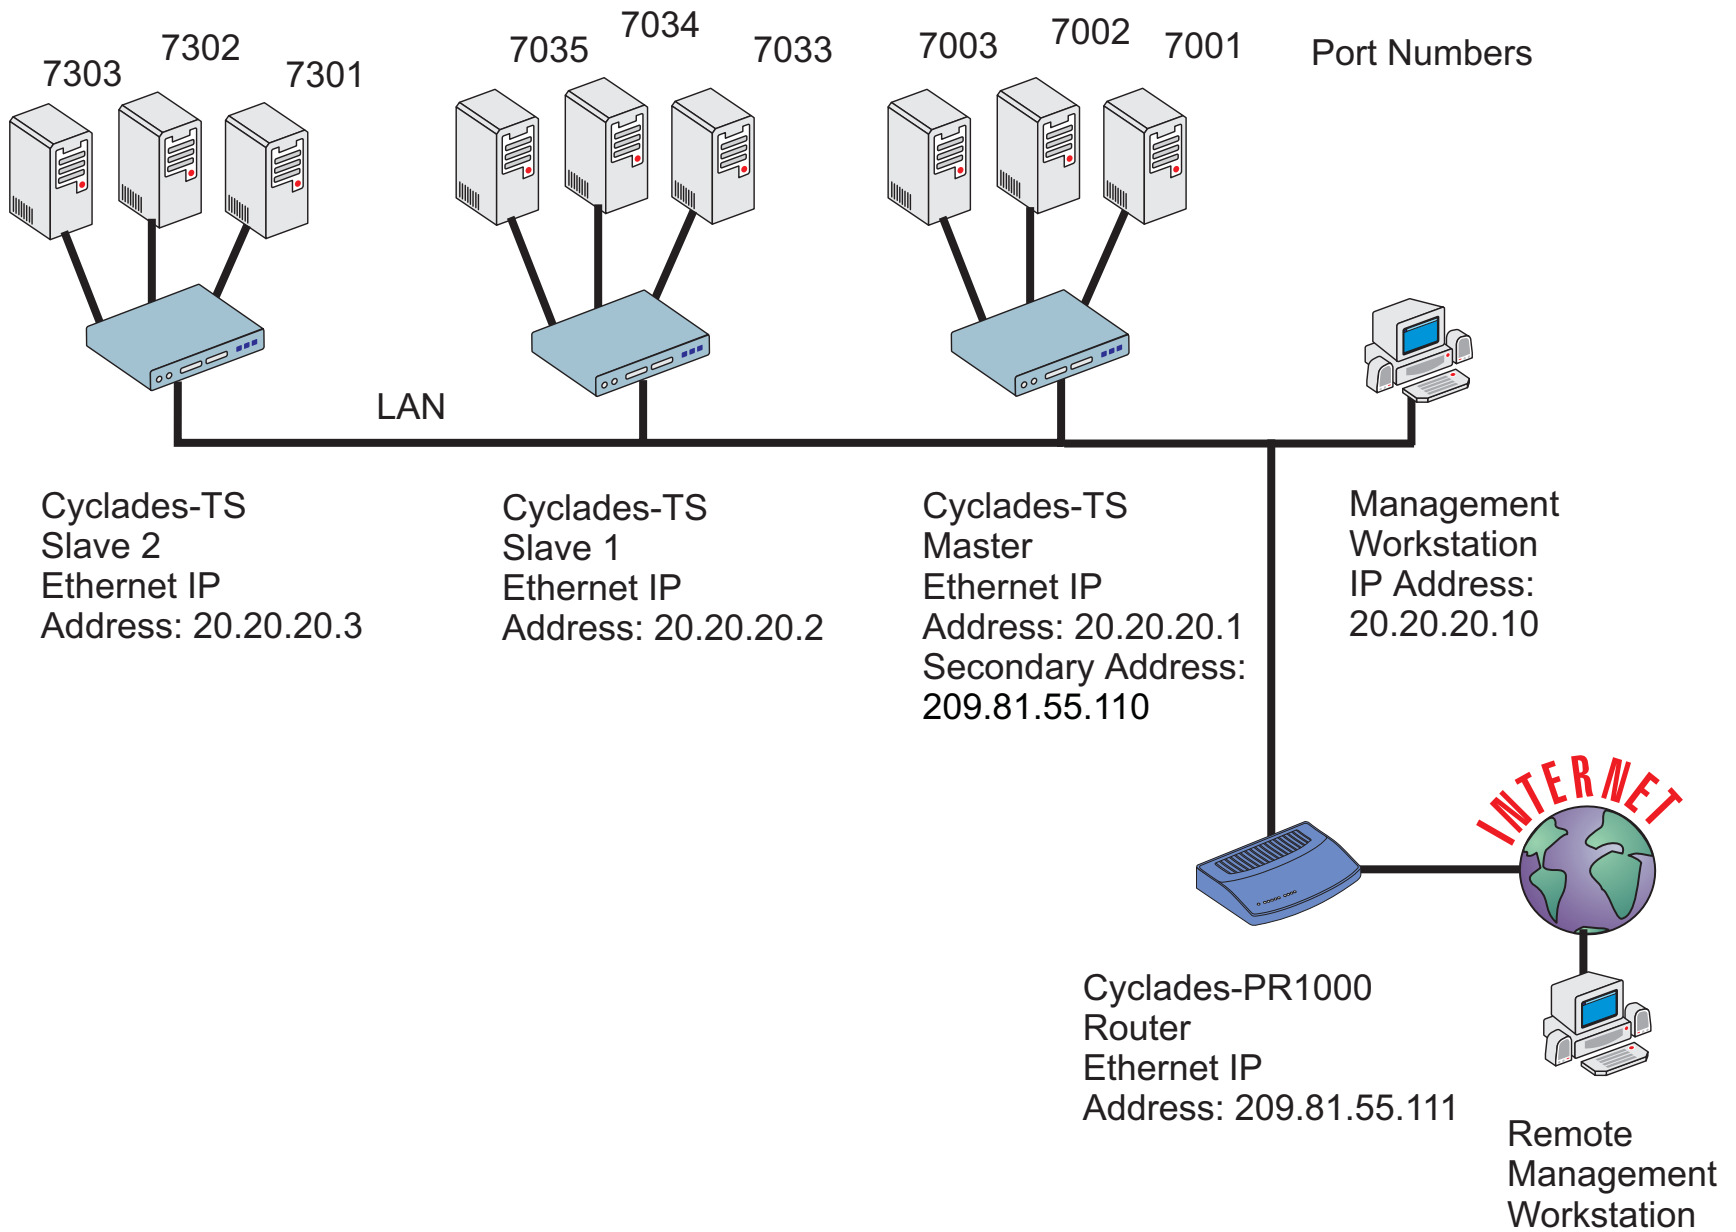 7303
7302
7301
7035
7034
7033
7003
7002
7001
Port Numbers
LAN
Cyclades-TS
Slave 2
Ethernet IP
Address: 20.20.20.3
Cyclades-TS
Slave 1
Ethernet IP
Address: 20.20.20.2
Cyclades-TS
Master
Ethernet IP
Address: 20.20.20.1
Secondary Address:
209.81.55.110
Management
Workstation
IP Address:
20.20.20.10
INTERNET
Cyclades-PR1000
Router
Ethernet IP
Address: 209.81.55.111
Remote
Management
Workstation